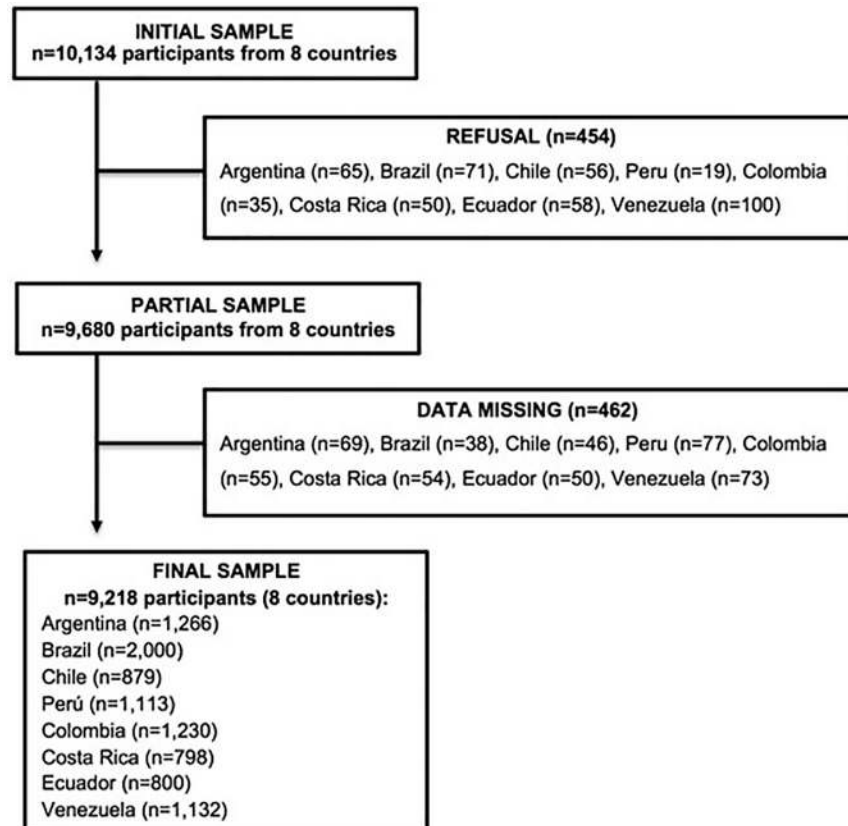 INITIAL SAMPLE
n=10,134 participants from 8 countries
REFUSAL (n=454)
Argentina (n=65), Brazil (n=71), Chile (n=56), Peru (n=19), Colombia
(n=35), Costa Rica (n=50), Ecuador (n=58), Venezuela (n=100)
PARTIAL SAMPLE
n=9,680 participants from 8 countries
DATA MISSING (n=462)
Argentina (n=69), Brazil (n=38), Chile (n=46), Peru (n=77), Colombia
(n=55), Costa Rica (n=54), Ecuador (n=50), Venezuela (n=73)
FINAL SAMPLE
n=9,218 participants (8 countries):
Argentina (n=1,266)
Brazil (n=2,000)
Chile (n=879)
Perú (n=1,113)
Colombia (n=1,230)
Costa Rica (n=798)
Ecuador (n=800)
Venezuela (n=1,132)